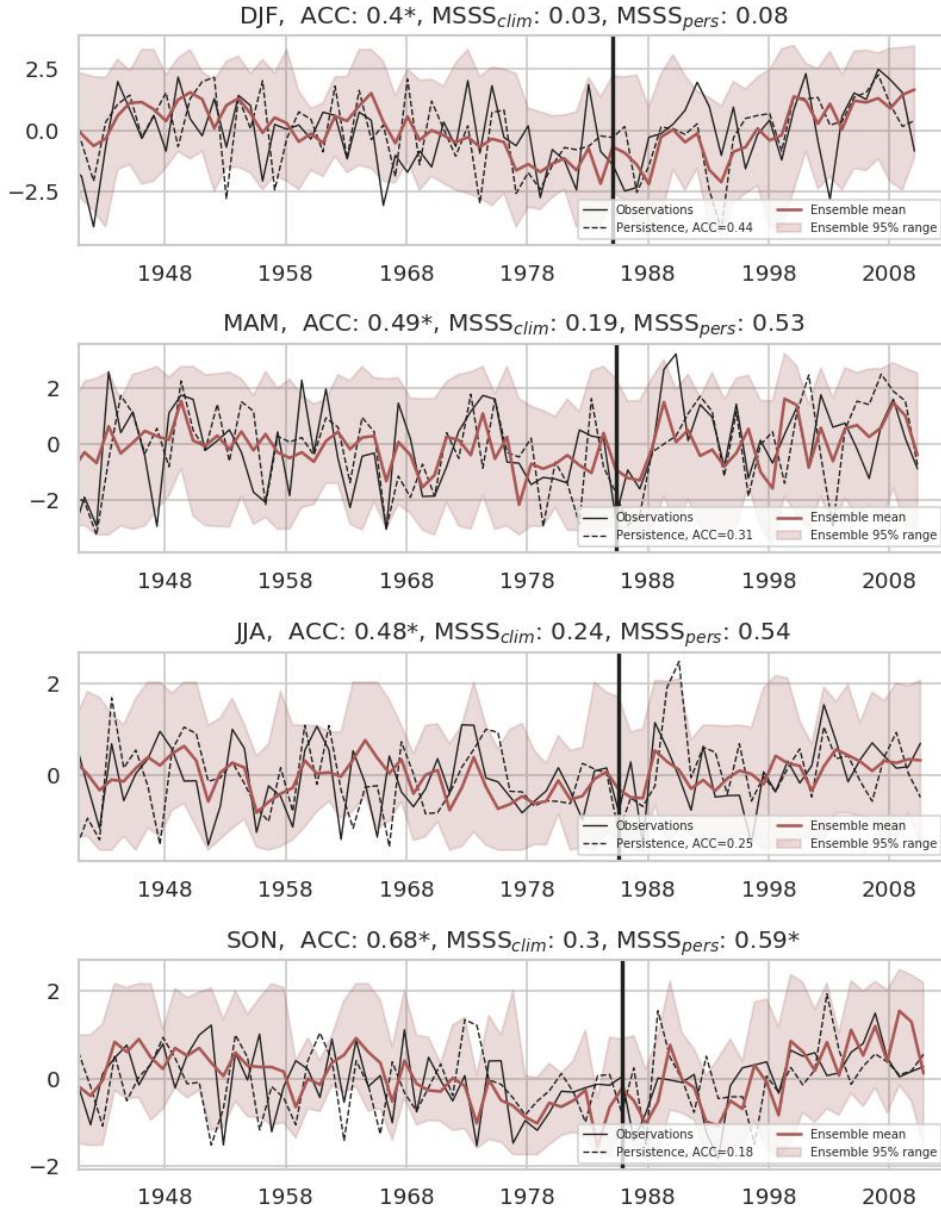 DJF,  ACC: 0.4*, MSSS_clim: 0.03, MSSS_pers: 0.08
2.5
0.0
−2.5
Observations
Persistence, ACC=0.44
Ensemble mean
Ensemble 95% range
1948 1958 1968 1978 1988 1998 2008
MAM,  ACC: 0.49*, MSSS_clim: 0.19, MSSS_pers: 0.53
2
0
−2
Observations
Persistence, ACC=0.31
Ensemble mean
Ensemble 95% range
1948 1958 1968 1978 1988 1998 2008
JJA,  ACC: 0.48*, MSSS_clim: 0.24, MSSS_pers: 0.54
2
0
Observations
Persistence, ACC=0.25
Ensemble mean
Ensemble 95% range
1948 1958 1968 1978 1988 1998 2008
SON,  ACC: 0.68*, MSSS_clim: 0.3, MSSS_pers: 0.59*
2
0
−2
Observations
Persistence, ACC=0.18
Ensemble mean
Ensemble 95% range
1948 1958 1968 1978 1988 1998 2008